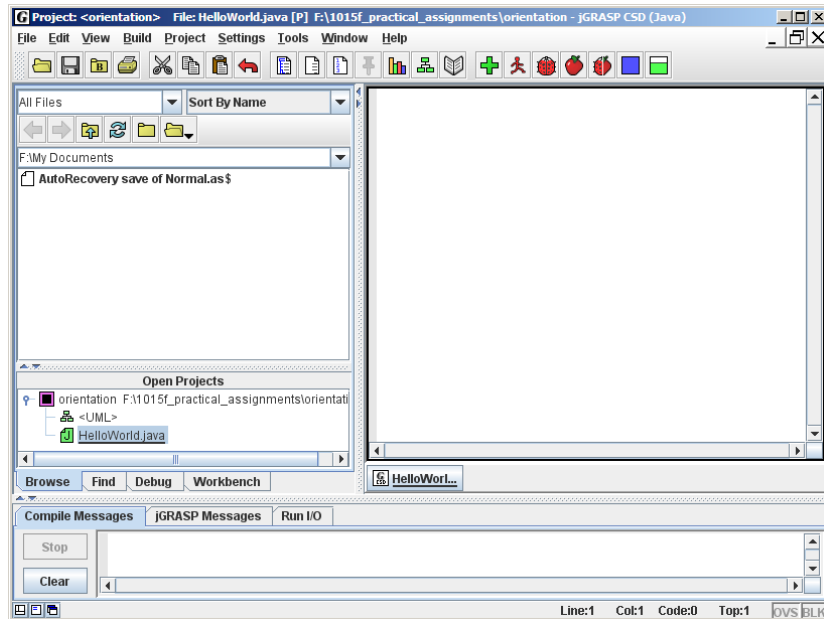 Project: <orientation>  File: HelloWorld.java [P]  F:\1015f_practical_assignments\orientation - jGRASP CSD (Java)
File Edit View Build Project Settings Tools Window Help
All Files Sort By Name
F:\My Documents
AutoRecovery save of Normal.as$
Open Projects
orientation F:\1015f_practical_assignments\orientati
<UML>
HelloWorld.java
Browse Find Debug Workbench
HelloWorl...
Compile Messages jGRASP Messages Run I/O
Stop
Clear
Line:1 Col:1 Code:0 Top:1 OVS BLK